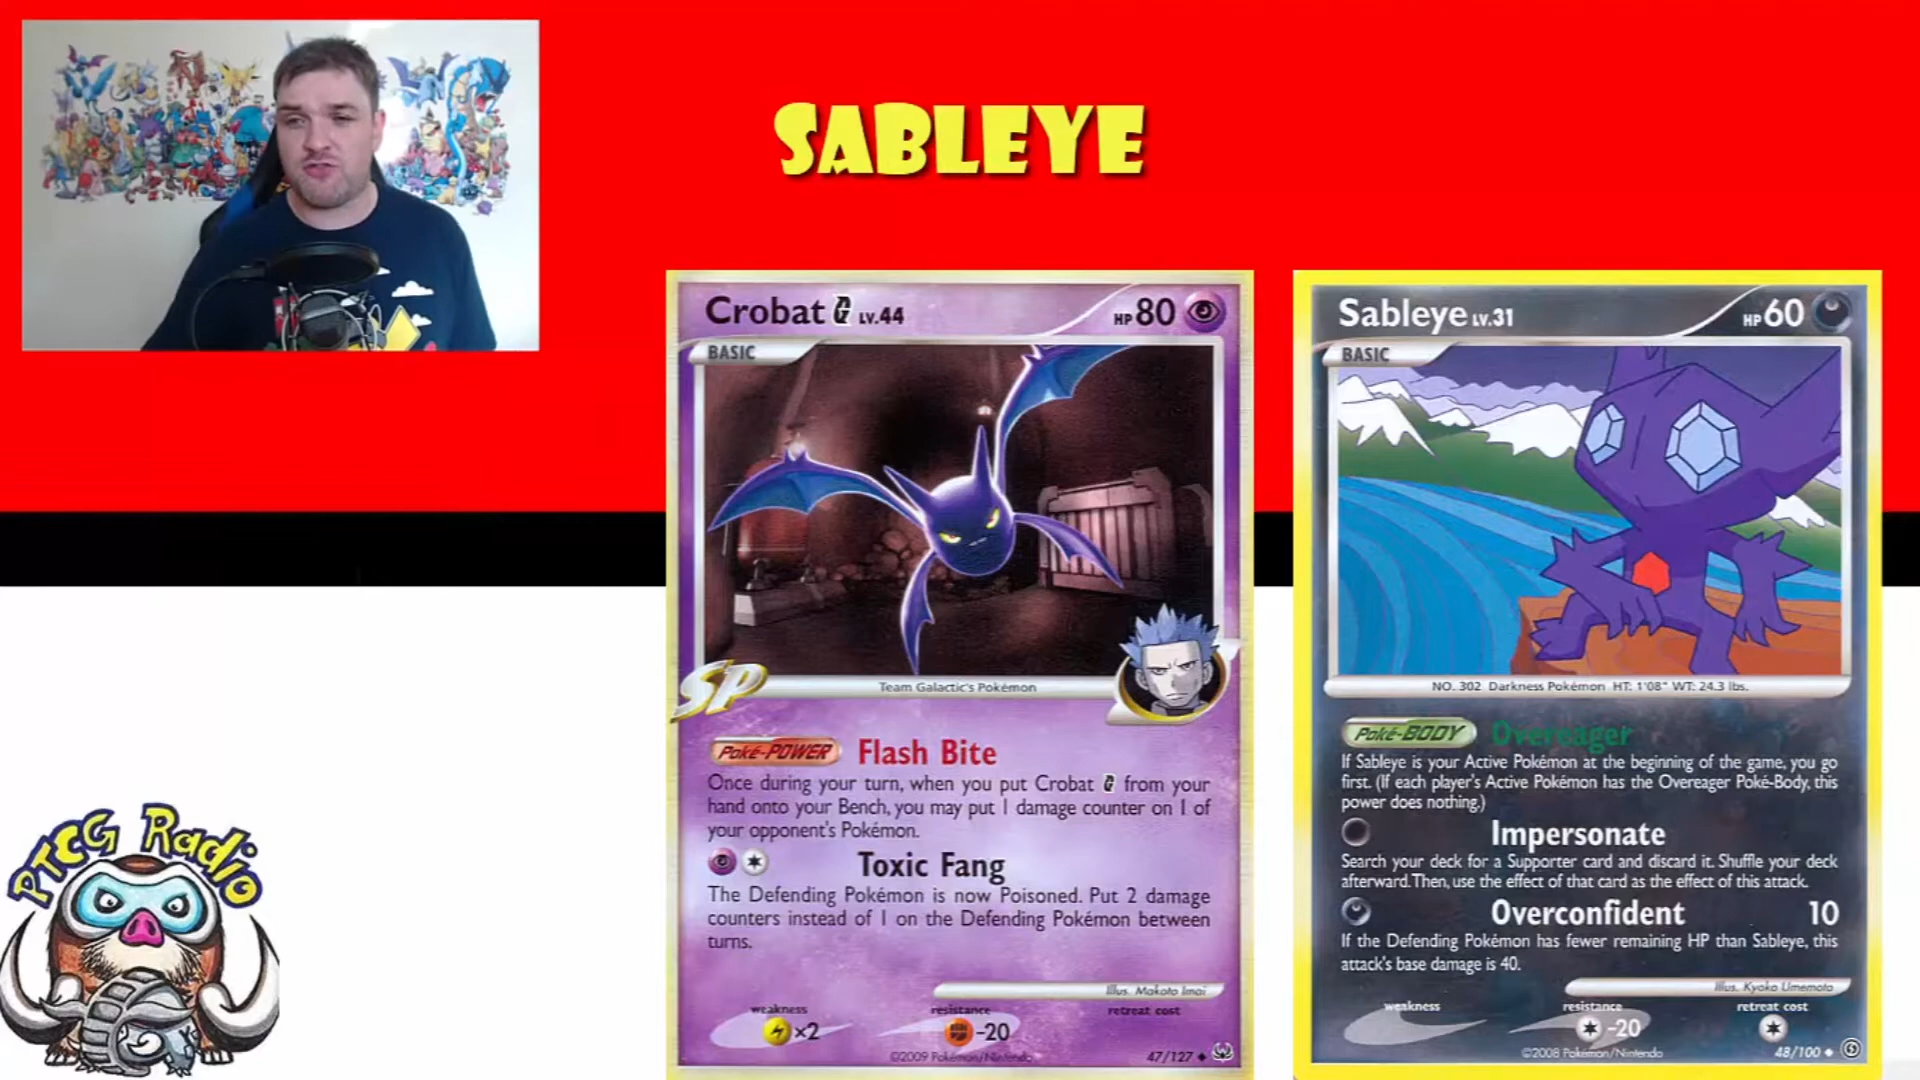 SABLEYE
PTCG Radio
Crobat G LV.44 HP 80
BASIC
SP
Team Galactic's Pokémon
Poké-POWER Flash Bite
Once during your turn, when you put Crobat G from your
hand onto your Bench, you may put 1 damage counter on 1 of
your opponent's Pokémon.
Toxic Fang
The Defending Pokémon is now Poisoned. Put 2 damage
counters instead of 1 on the Defending Pokémon between
turns.
Illus. Makoto Imai
weakness resistance retreat cost
×2 -20
©2009 Pokémon/Nintendo 47/127
Sableye LV.31 HP 60
BASIC
NO. 302 Darkness Pokémon HT: 1'08" WT: 24.3 lbs.
Poké-BODY Overeager
If Sableye is your Active Pokémon at the beginning of the game, you go
first. (If each player's Active Pokémon has the Overeager Poké-Body, this
power does nothing.)
Impersonate
Search your deck for a Supporter card and discard it. Shuffle your deck
afterward. Then, use the effect of that card as the effect of this attack.
Overconfident 10
If the Defending Pokémon has fewer remaining HP than Sableye, this
attack's base damage is 40.
Illus. Kyoko Umemoto
weakness resistance retreat cost
-20
©2008 Pokémon/Nintendo 48/100